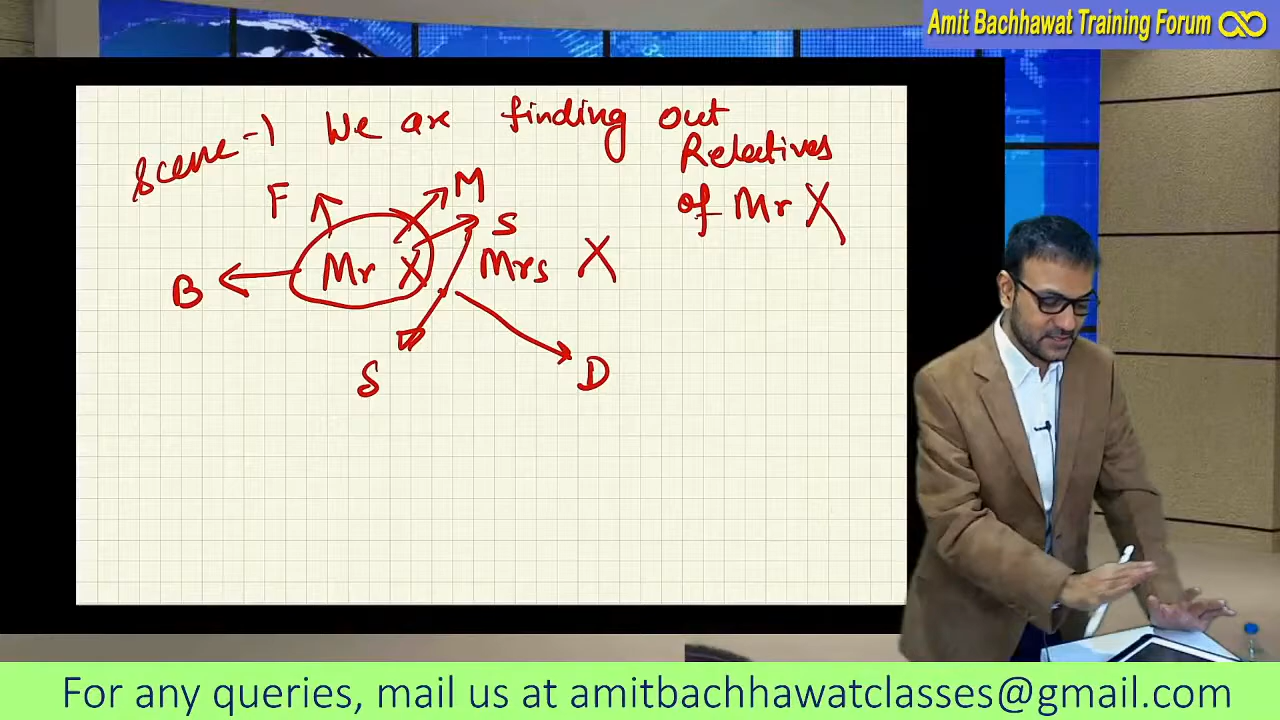 Amit Bachhawat Training Forum
Scene-1 We are finding out
Relatives
of Mr X
F
M
S
B
Mr X
Mrs X
S
D
For any queries, mail us at amitbachhawatclasses@gmail.com